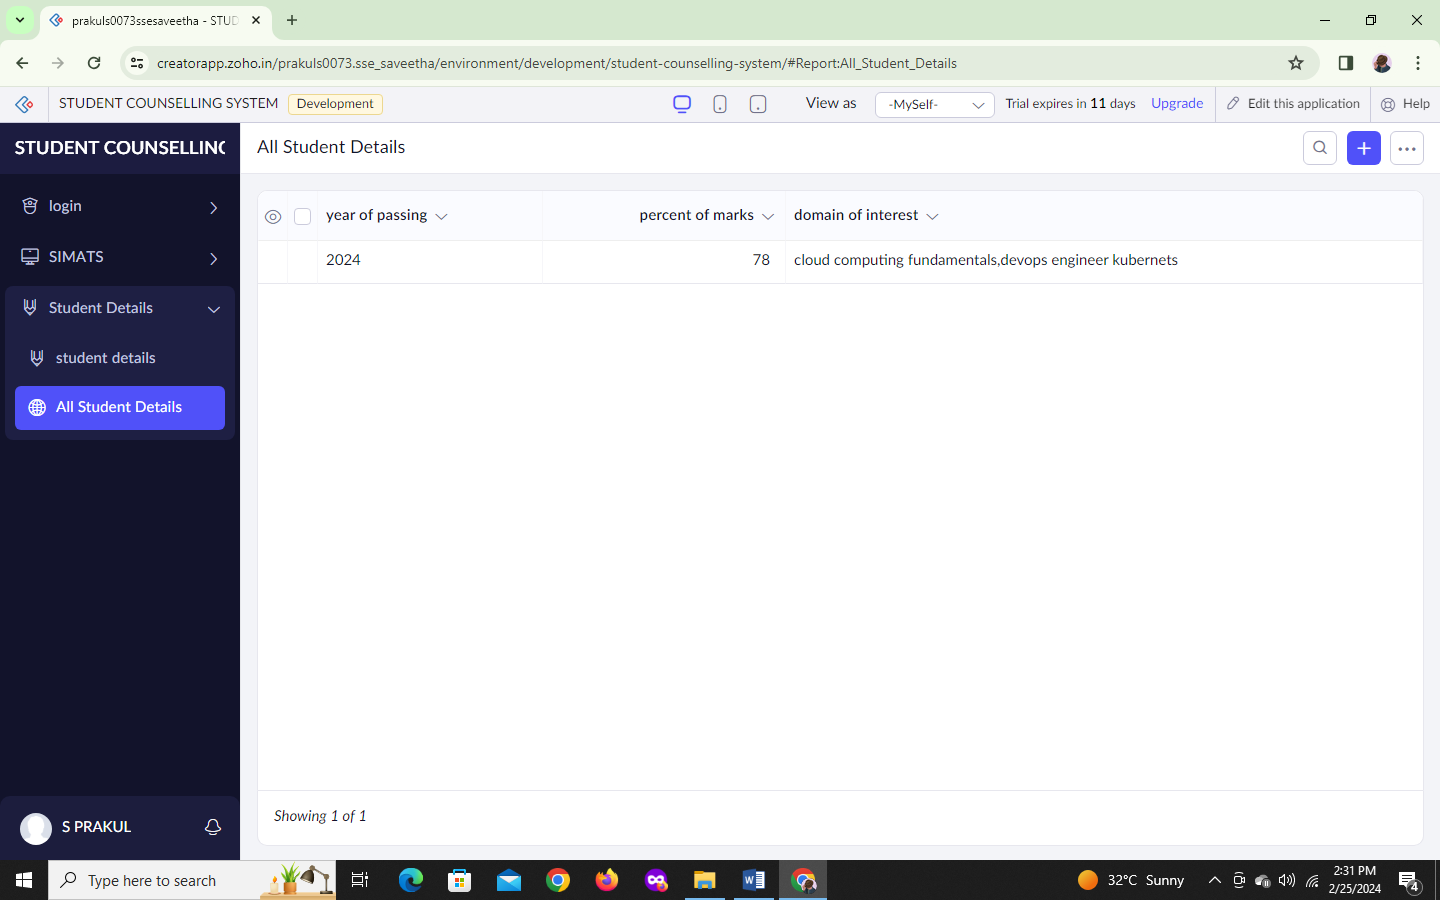 prakuls0073ssesaveetha - STUD
creatorapp.zoho.in/prakuls0073.sse_saveetha/environment/development/student-counselling-system/#Report:All_Student_Details
STUDENT COUNSELLING SYSTEM Development View as -MySelf- Trial expires in 11 days Upgrade Edit this application Help
STUDENT COUNSELLING
All Student Details
login
SIMATS
Student Details
student details
All Student Details
year of passing percent of marks domain of interest
2024 78 cloud computing fundamentals,devops engineer kubernets
Showing 1 of 1
S PRAKUL
Type here to search
32°C Sunny
2:31 PM
2/25/2024
4